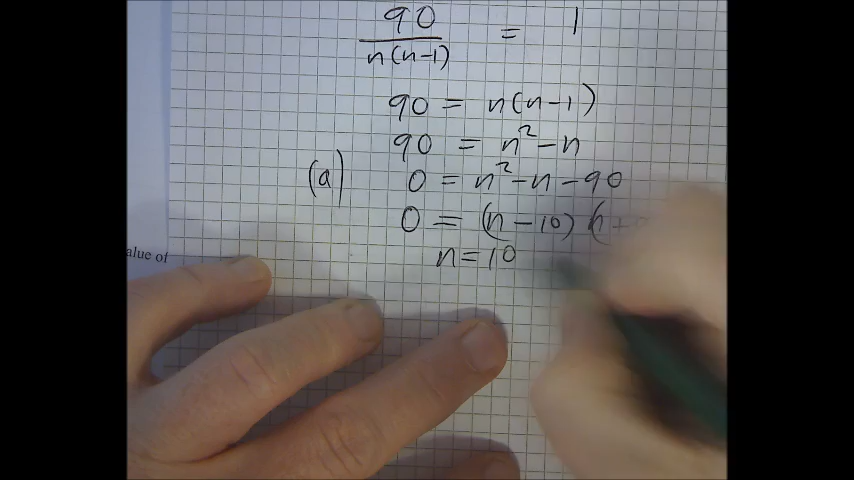 90/n(n-1) = 1
90 = n(n-1)
90 = n² - n
(a) 0 = n² - n - 90
0 = (n - 10) (n +
n = 10
alue of